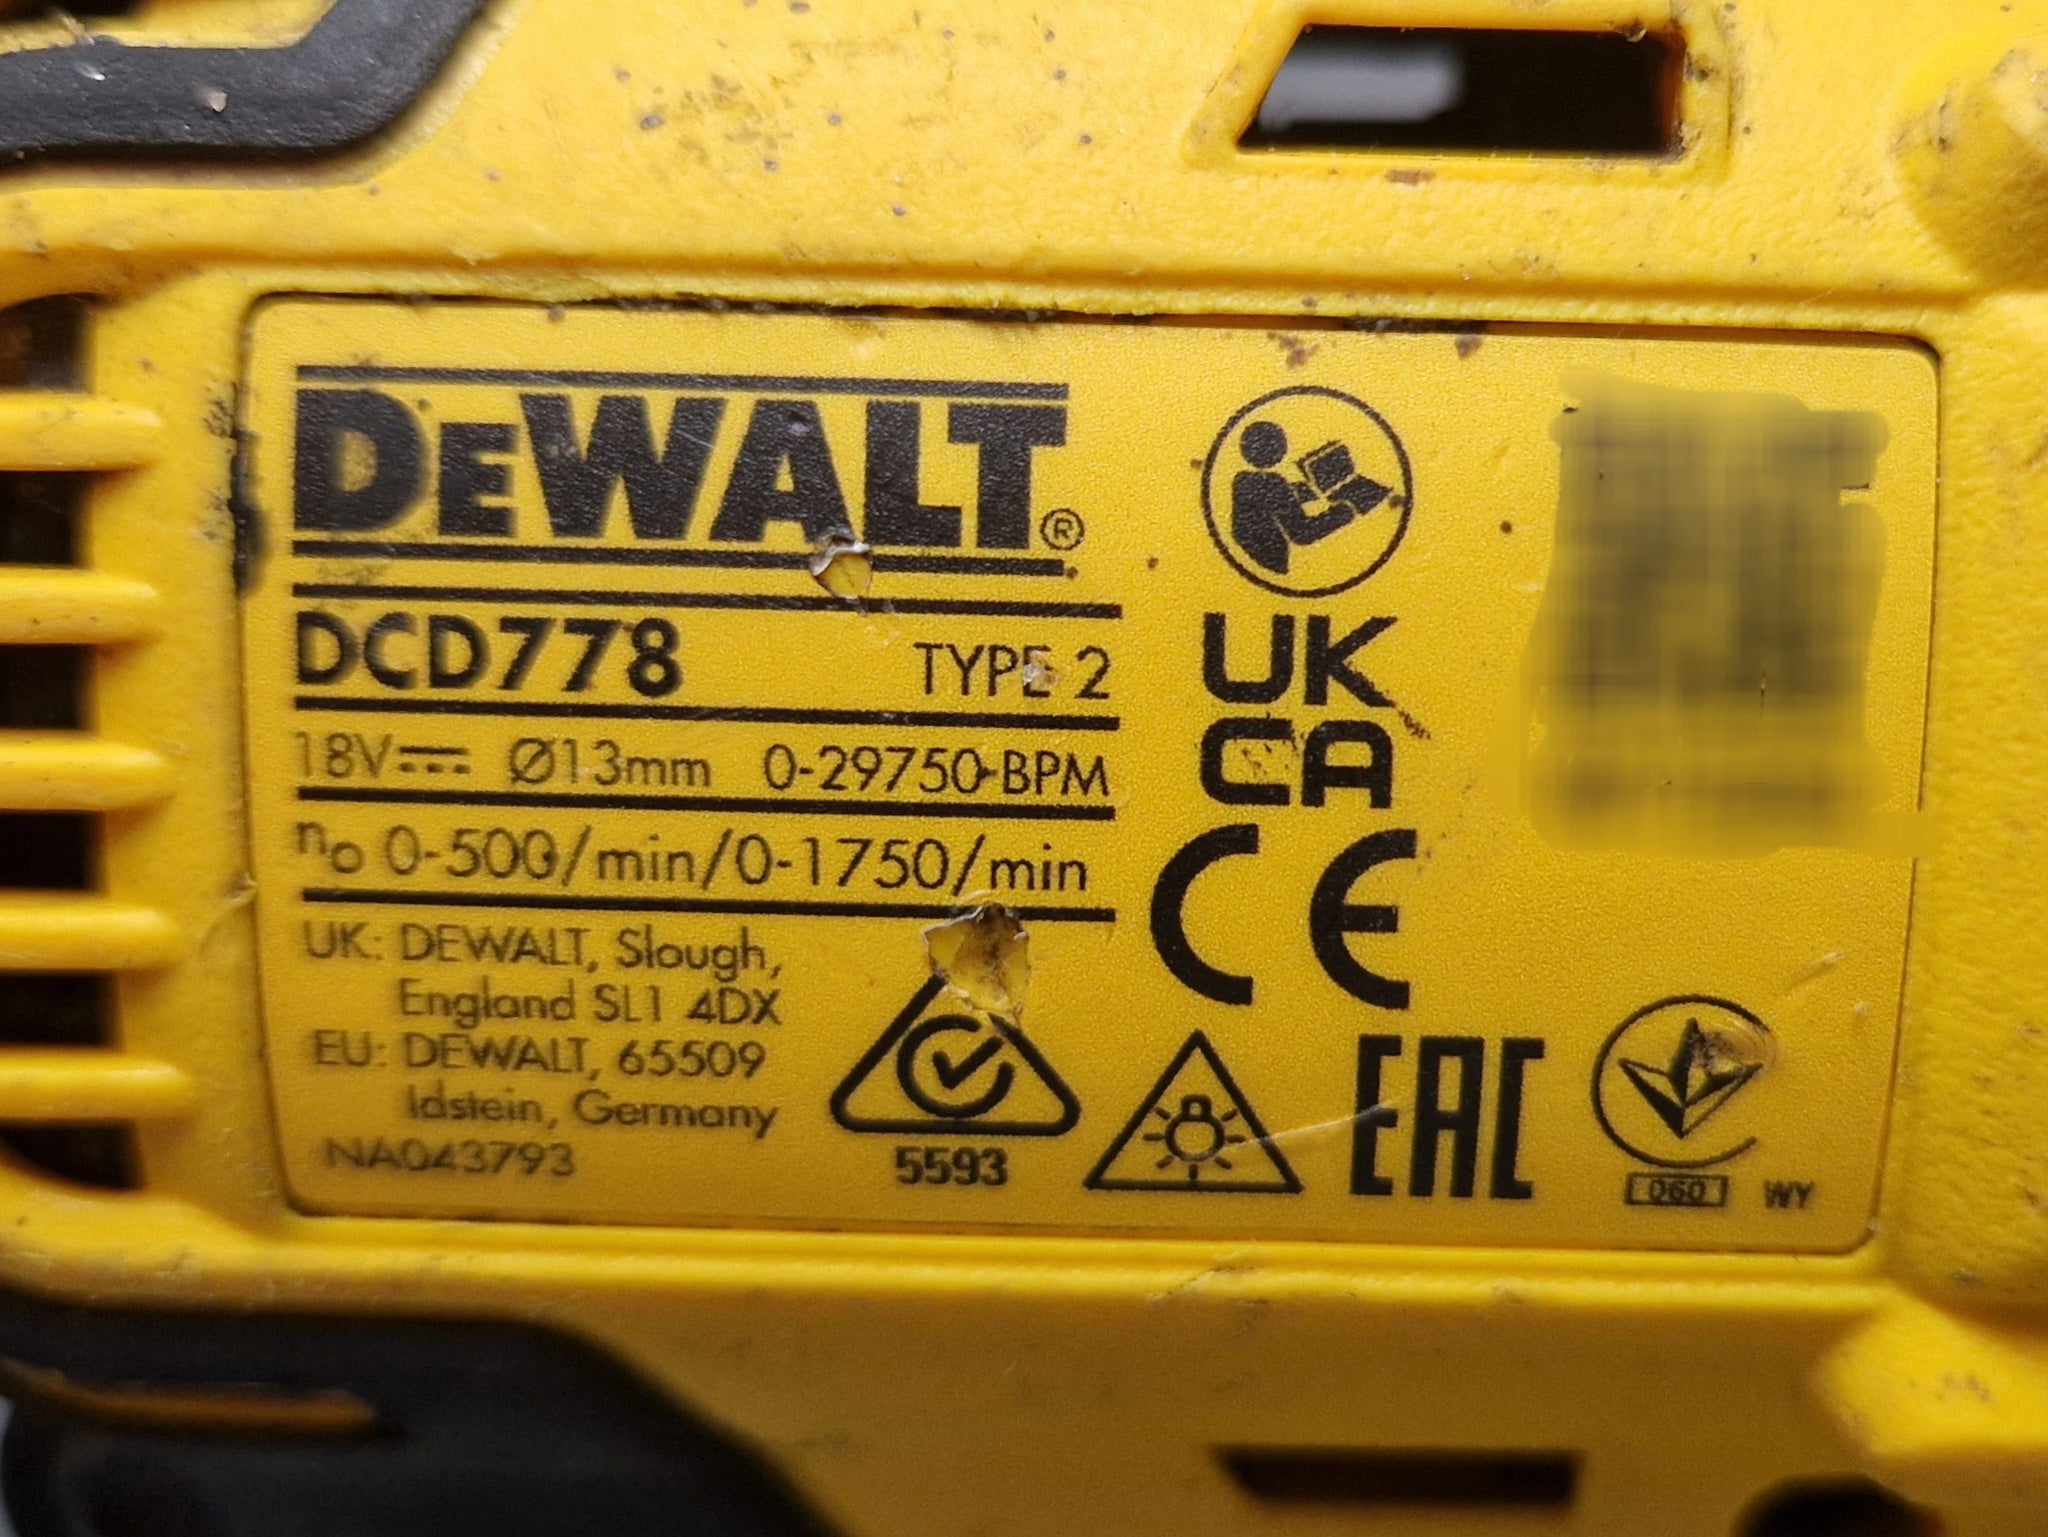 DEWALT®
DCD778 TYPE 2
18V⎓ Ø13mm 0-29750 BPM
n₀ 0-500/min/0-1750/min
UK: DEWALT, Slough,
England SL1 4DX
EU: DEWALT, 65509
Idstein, Germany
NA043793
5593
UK
CA
CE
EAC
060 WY